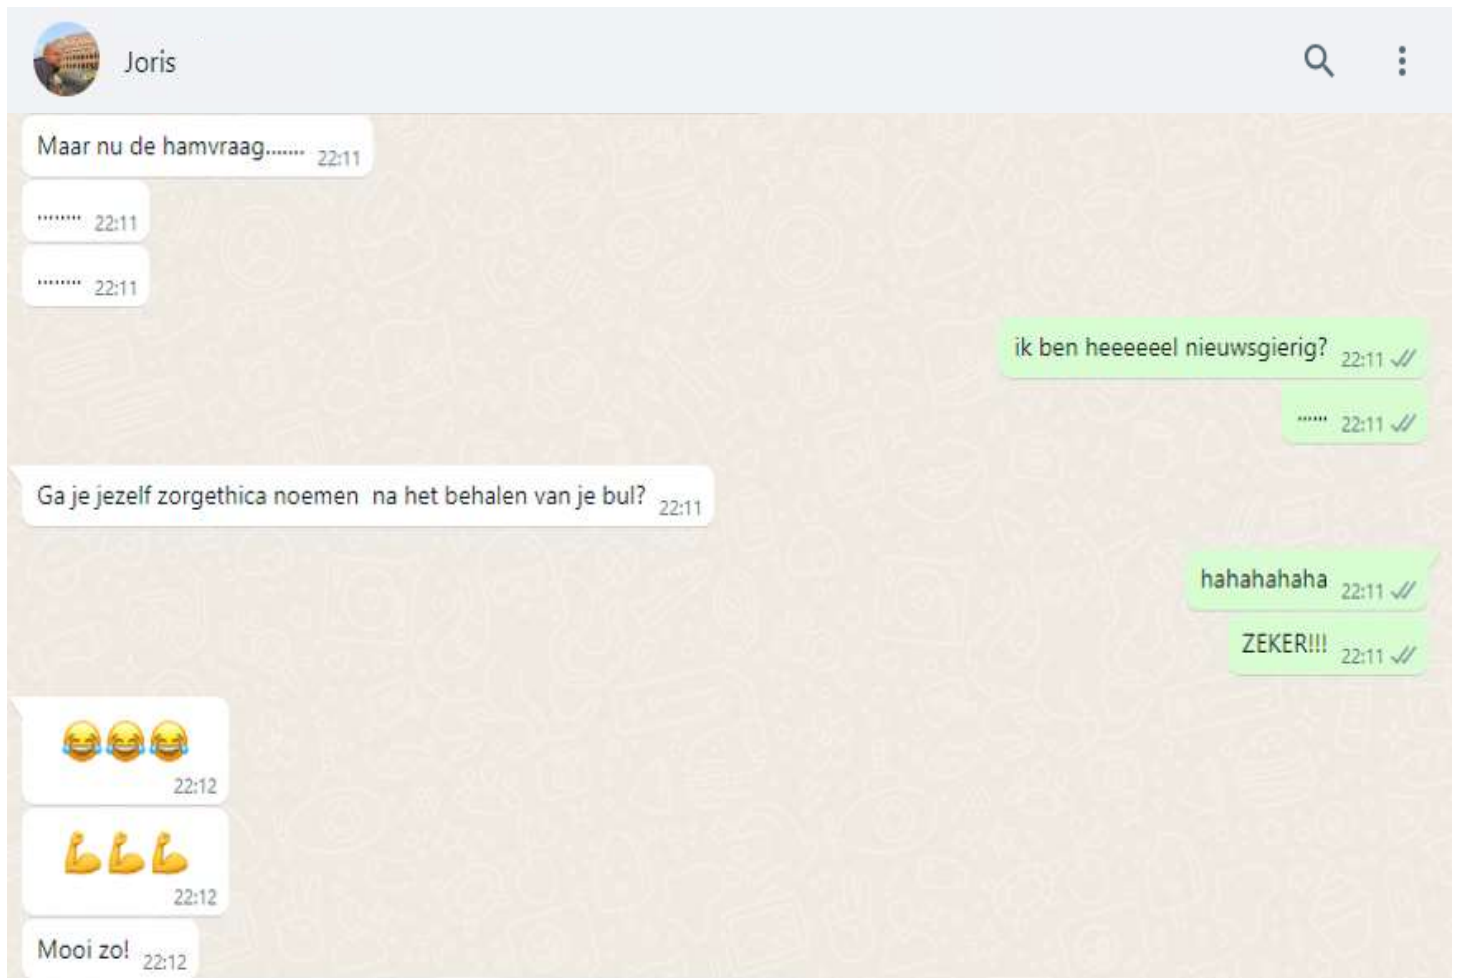 Joris
Maar nu de hamvraag....... 22:11
........ 22:11
........ 22:11
ik ben heeeeeel nieuwsgierig? 22:11
...... 22:11
Ga je jezelf zorgethica noemen  na het behalen van je bul? 22:11
hahahahaha 22:11
ZEKER!!! 22:11
😂😂😂
22:12
💪💪💪
22:12
Mooi zo! 22:12